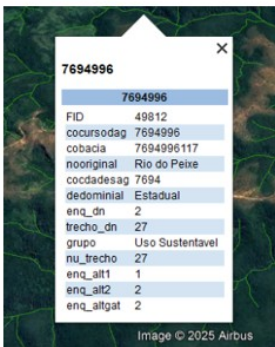 7694996
7694996
FID 49812
cocursodag 7694996
cobacia 7694996117
nooriginal Rio do Peixe
cocdadesag 7694
dedominial Estadual
enq_dn 2
trecho_dn 27
grupo Uso Sustentavel
nu_trecho 27
enq_alt1 1
enq_alt2 2
enq_altgat 2
Image © 2025 Airbus